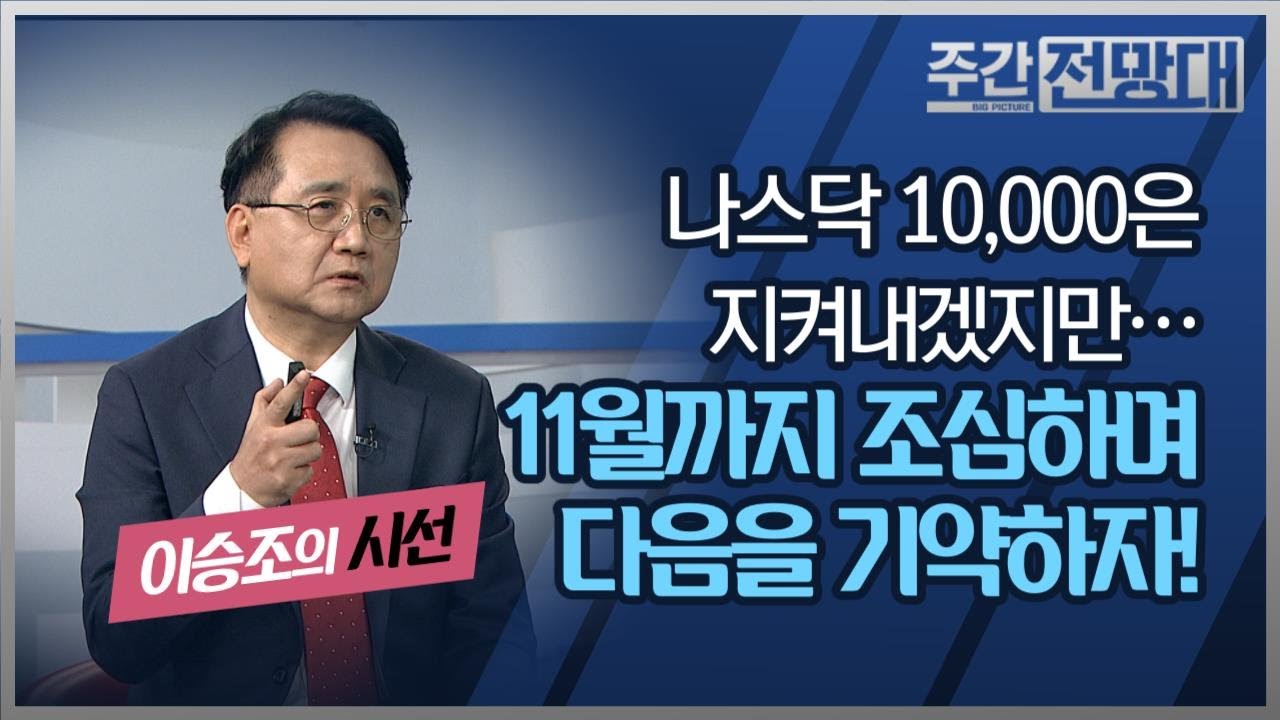 주간 전망대
BIG PICTURE
나스닥 10,000은
지켜내겠지만…
11월까지 조심하며
다음을 기약하자!
이승조의 시선